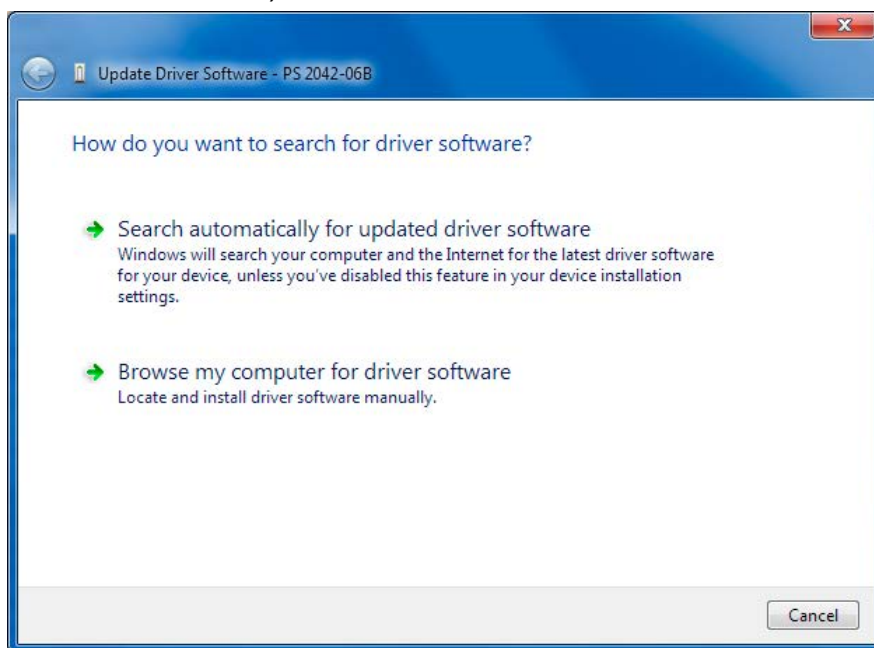 Update Driver Software - PS 2042-06B
How do you want to search for driver software?
Search automatically for updated driver software
Windows will search your computer and the Internet for the latest driver software
for your device, unless you've disabled this feature in your device installation
settings.
Browse my computer for driver software
Locate and install driver software manually.
Cancel